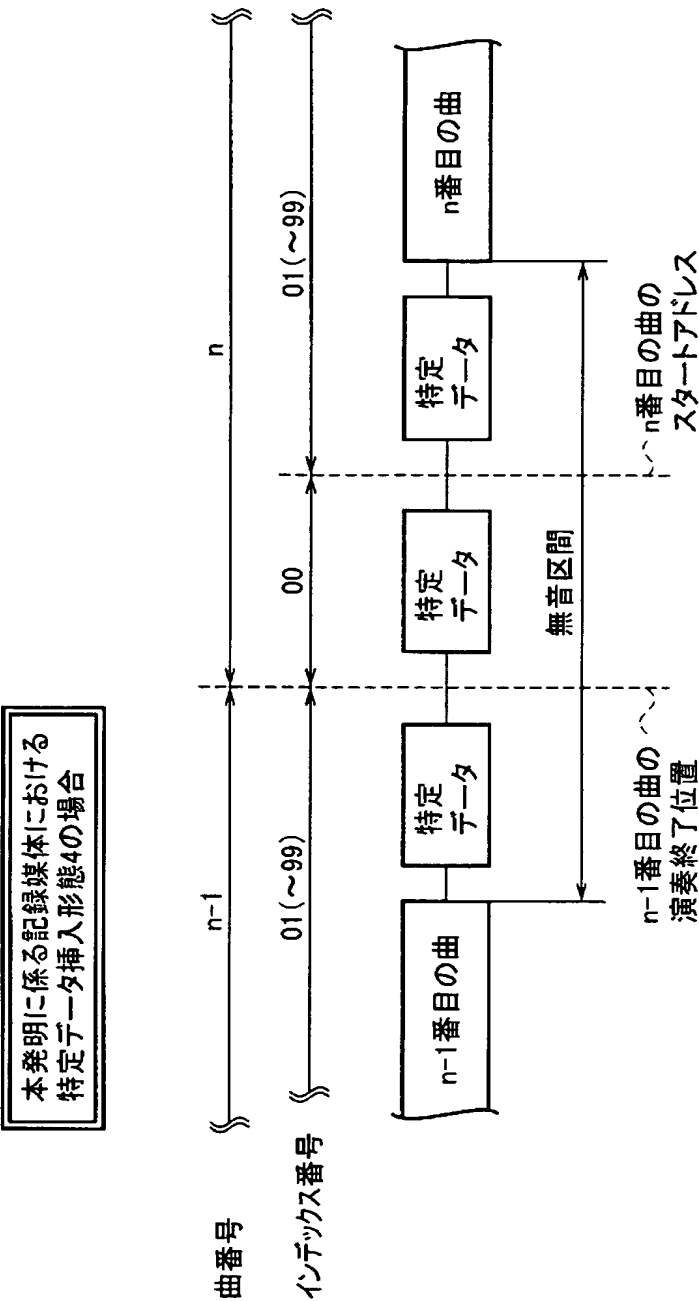 本発明に係る記録媒体における
特定データ挿入形態4の場合
曲番号
n-1
n
インデックス番号
01(～99)
00
01(～99)
n-1番目の曲
特定
データ
特定
データ
特定
データ
n番目の曲
無音区間
n-1番目の曲の
演奏終了位置
n番目の曲の
スタートアドレス